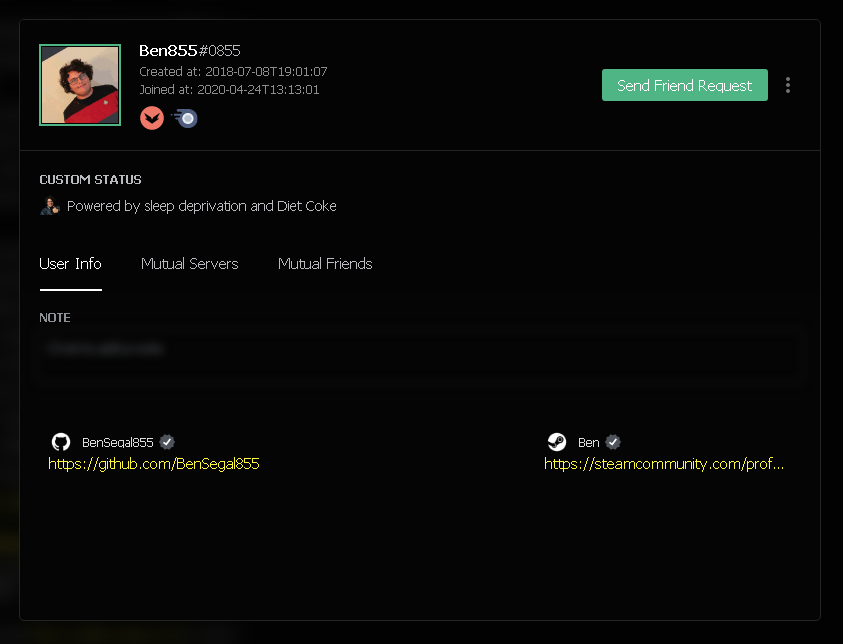 Ben855#0855
Created at: 2018-07-08T19:01:07
Joined at: 2020-04-24T13:13:01
Send Friend Request
CUSTOM STATUS
Powered by sleep deprivation and Diet Coke
User Info
Mutual Servers
Mutual Friends
NOTE
BenSegal855
https://github.com/BenSegal855
Ben
https://steamcommunity.com/prof...